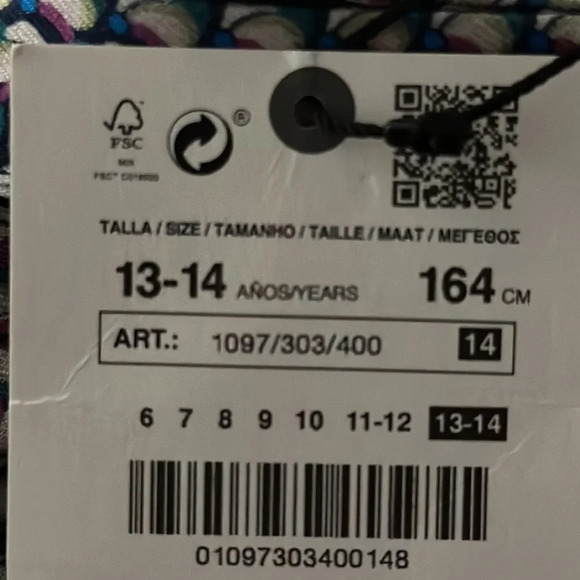 ®
FSC
MIX
TALLA / SIZE / TAMANHO / TAILLE / MAAT / ΜΕΓΕΘΟΣ
13-14 AÑOS/YEARS 164 CM
ART.: 1097/303/400 14
6 7 8 9 10 11-12 13-14
01097303400148